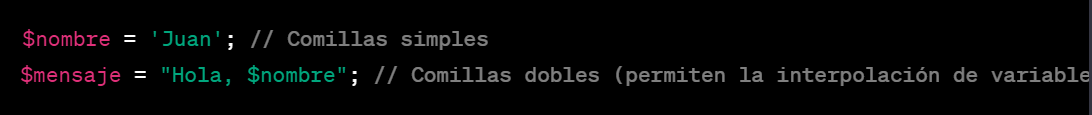 $nombre = 'Juan'; // Comillas simples
$mensaje = "Hola, $nombre"; // Comillas dobles (permiten la interpolación de variable